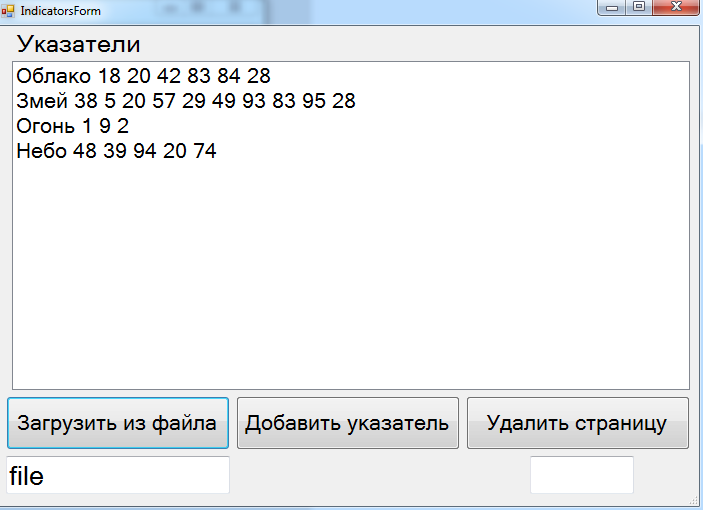 IndicatorsForm
Указатели
Облако 18 20 42 83 84 28
Змей 38 5 20 57 29 49 93 83 95 28
Огонь 1 9 2
Небо 48 39 94 20 74
Загрузить из файла
Добавить указатель
Удалить страницу
file